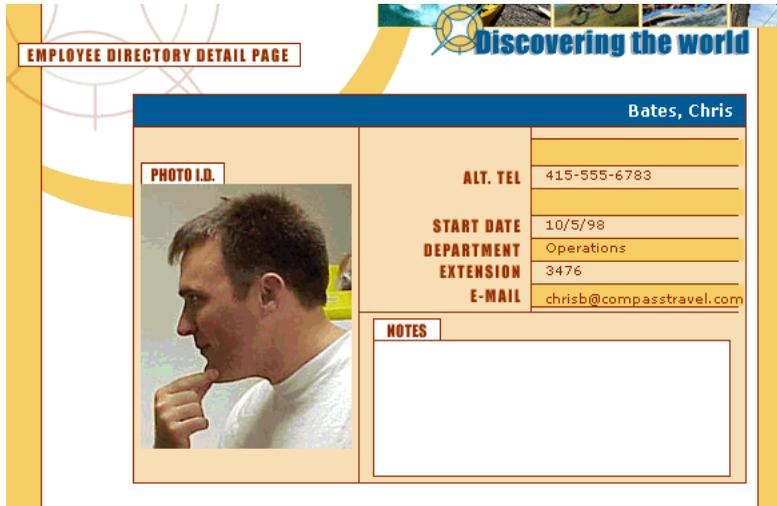 Discovering the world
EMPLOYEE DIRECTORY DETAIL PAGE
Bates, Chris
PHOTO I.D.
ALT. TEL 415-555-6783
START DATE 10/5/98
DEPARTMENT Operations
EXTENSION 3476
E-MAIL chrisb@compasstravel.com
NOTES